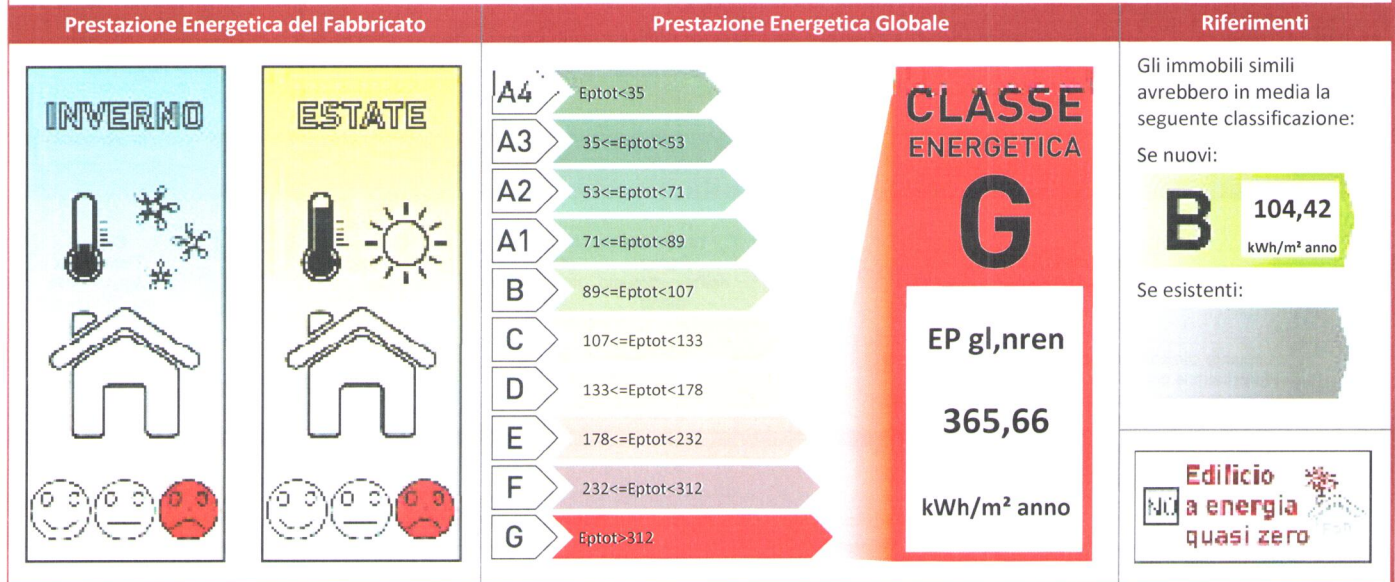 Prestazione Energetica del Fabbricato
Prestazione Energetica Globale
Riferimenti
INVERNO
ESTATE
A4 Eptot<35
A3 35<=Eptot<53
A2 53<=Eptot<71
A1 71<=Eptot<89
B 89<=Eptot<107
C 107<=Eptot<133
D 133<=Eptot<178
E 178<=Eptot<232
F 232<=Eptot<312
G Eptot>312
CLASSE
ENERGETICA
G
EP gl,nren
365,66
kWh/m² anno
Gli immobili simili
avrebbero in media la
seguente classificazione:
Se nuovi:
B 104,42
kWh/m² anno
Se esistenti:
Edificio
NO a energia
quasi zero